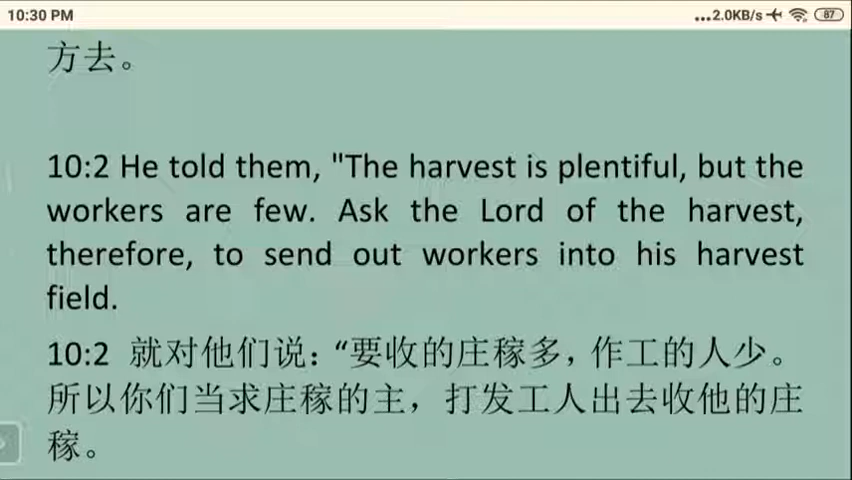 10:30 PM ...2.0KB/s 87
方去。
10:2 He told them, "The harvest is plentiful, but the
workers are few. Ask the Lord of the harvest,
therefore, to send out workers into his harvest
field.
10:2 就对他们说：“要收的庄稼多，作工的人少。
所以你们当求庄稼的主，打发工人出去收他的庄
稼。